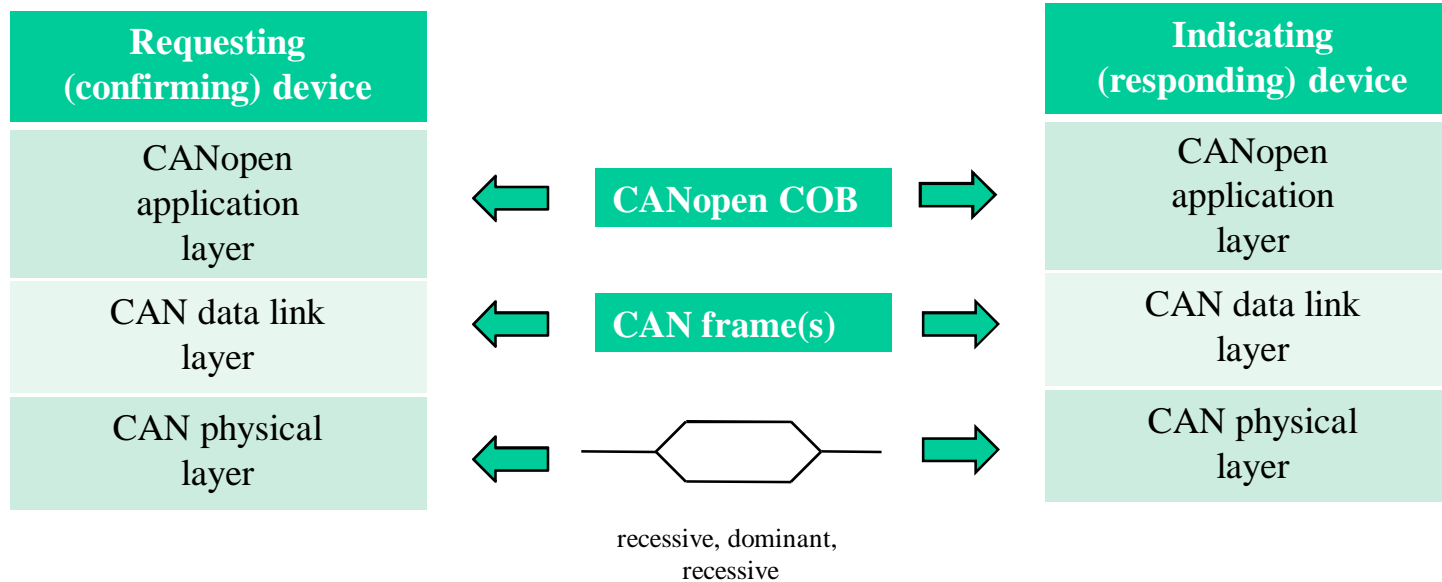 Requesting
(confirming) device
CANopen
application
layer
CAN data link
layer
CAN physical
layer
CANopen COB
CAN frame(s)
recessive, dominant,
recessive
Indicating
(responding) device
CANopen
application
layer
CAN data link
layer
CAN physical
layer